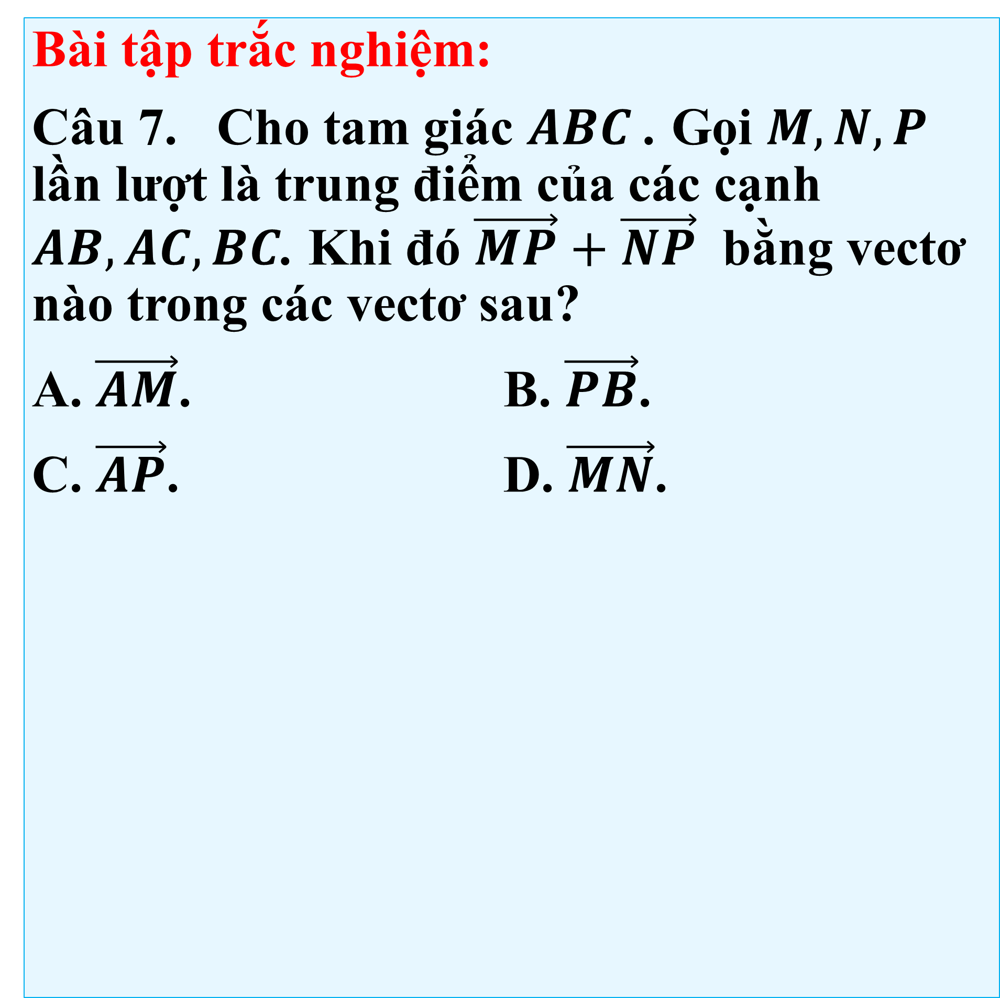 Bài tập trắc nghiệm:
Câu 7. Cho tam giác ABC. Gọi M, N, P
lần lượt là trung điểm của các cạnh
AB, AC, BC. Khi đó $\overrightarrow{MP} + \overrightarrow{NP}$ bằng vectơ
nào trong các vectơ sau?
A. $\overrightarrow{AM}$. B. $\overrightarrow{PB}$.
C. $\overrightarrow{AP}$. D. $\overrightarrow{MN}$.